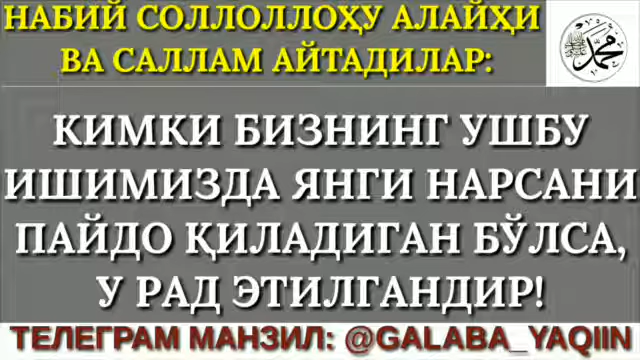 НАБИЙ СОЛЛОЛЛОҲУ АЛАЙҲИ
ВА САЛЛАМ АЙТАДИЛАР:
КИМКИ БИЗНИНГ УШБУ
ИШИМИЗДА ЯНГИ НАРСАНИ
ПАЙДО ҚИЛАДИГАН БЎЛСА,
У РАД ЭТИЛГАНДИР!
ТЕЛЕГРАМ МАНЗИЛ: @GALABA_YAQIIN
محمد